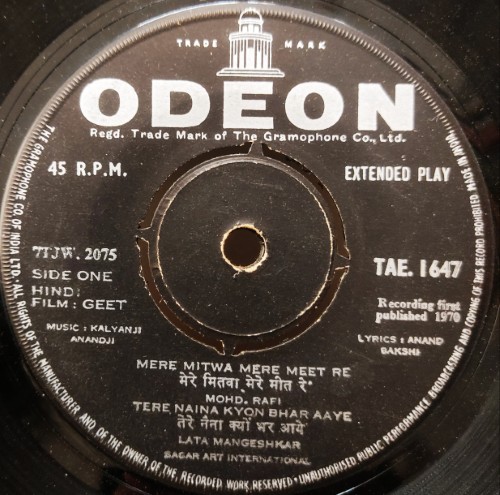 TRADE MARK
ODEON
Regd. Trade Mark of The Gramophone Co., Ltd.
45 R.P.M.
EXTENDED PLAY
7TJW. 2075
SIDE ONE
HIND:
FILM: GEET
TAE. 1647
Recording first
published 1970
MUSIC : KALYANJI
ANANDJI
LYRICS : ANAND
BAKSHI
MERE MITWA MERE MEET RE
मेरे मितवा मेरे मीत रे
MOHD. RAFI
TERE NAINA KYON BHAR AAYE
तेरे नैना क्यों भर आये
LATA MANGESHKAR
SAGAR ART INTERNATIONAL
THE GRAMOPHONE CO OF INDIA LTD. ALL RIGHTS OF THE MANUFACTURER AND OF THE OWNER OF THE RECORDED WORK RESERVED. UNAUTHORISED PUBLIC PERFORMANCE BROADCASTING AND COPYING OF THIS RECORD PROHIBITED MADE IN INDIA.